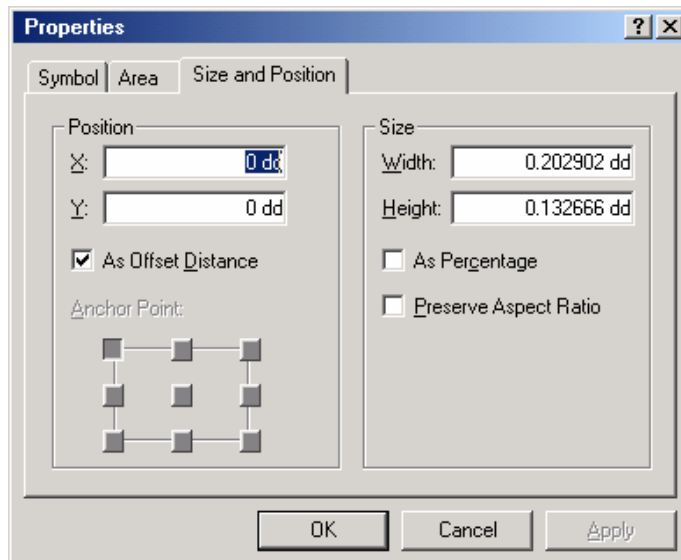 Properties
Symbol Area Size and Position
Position
X: 0 dd
Y: 0 dd
As Offset Distance
Anchor Point:
Size
Width: 0.202902 dd
Height: 0.132666 dd
As Percentage
Preserve Aspect Ratio
OK Cancel Apply